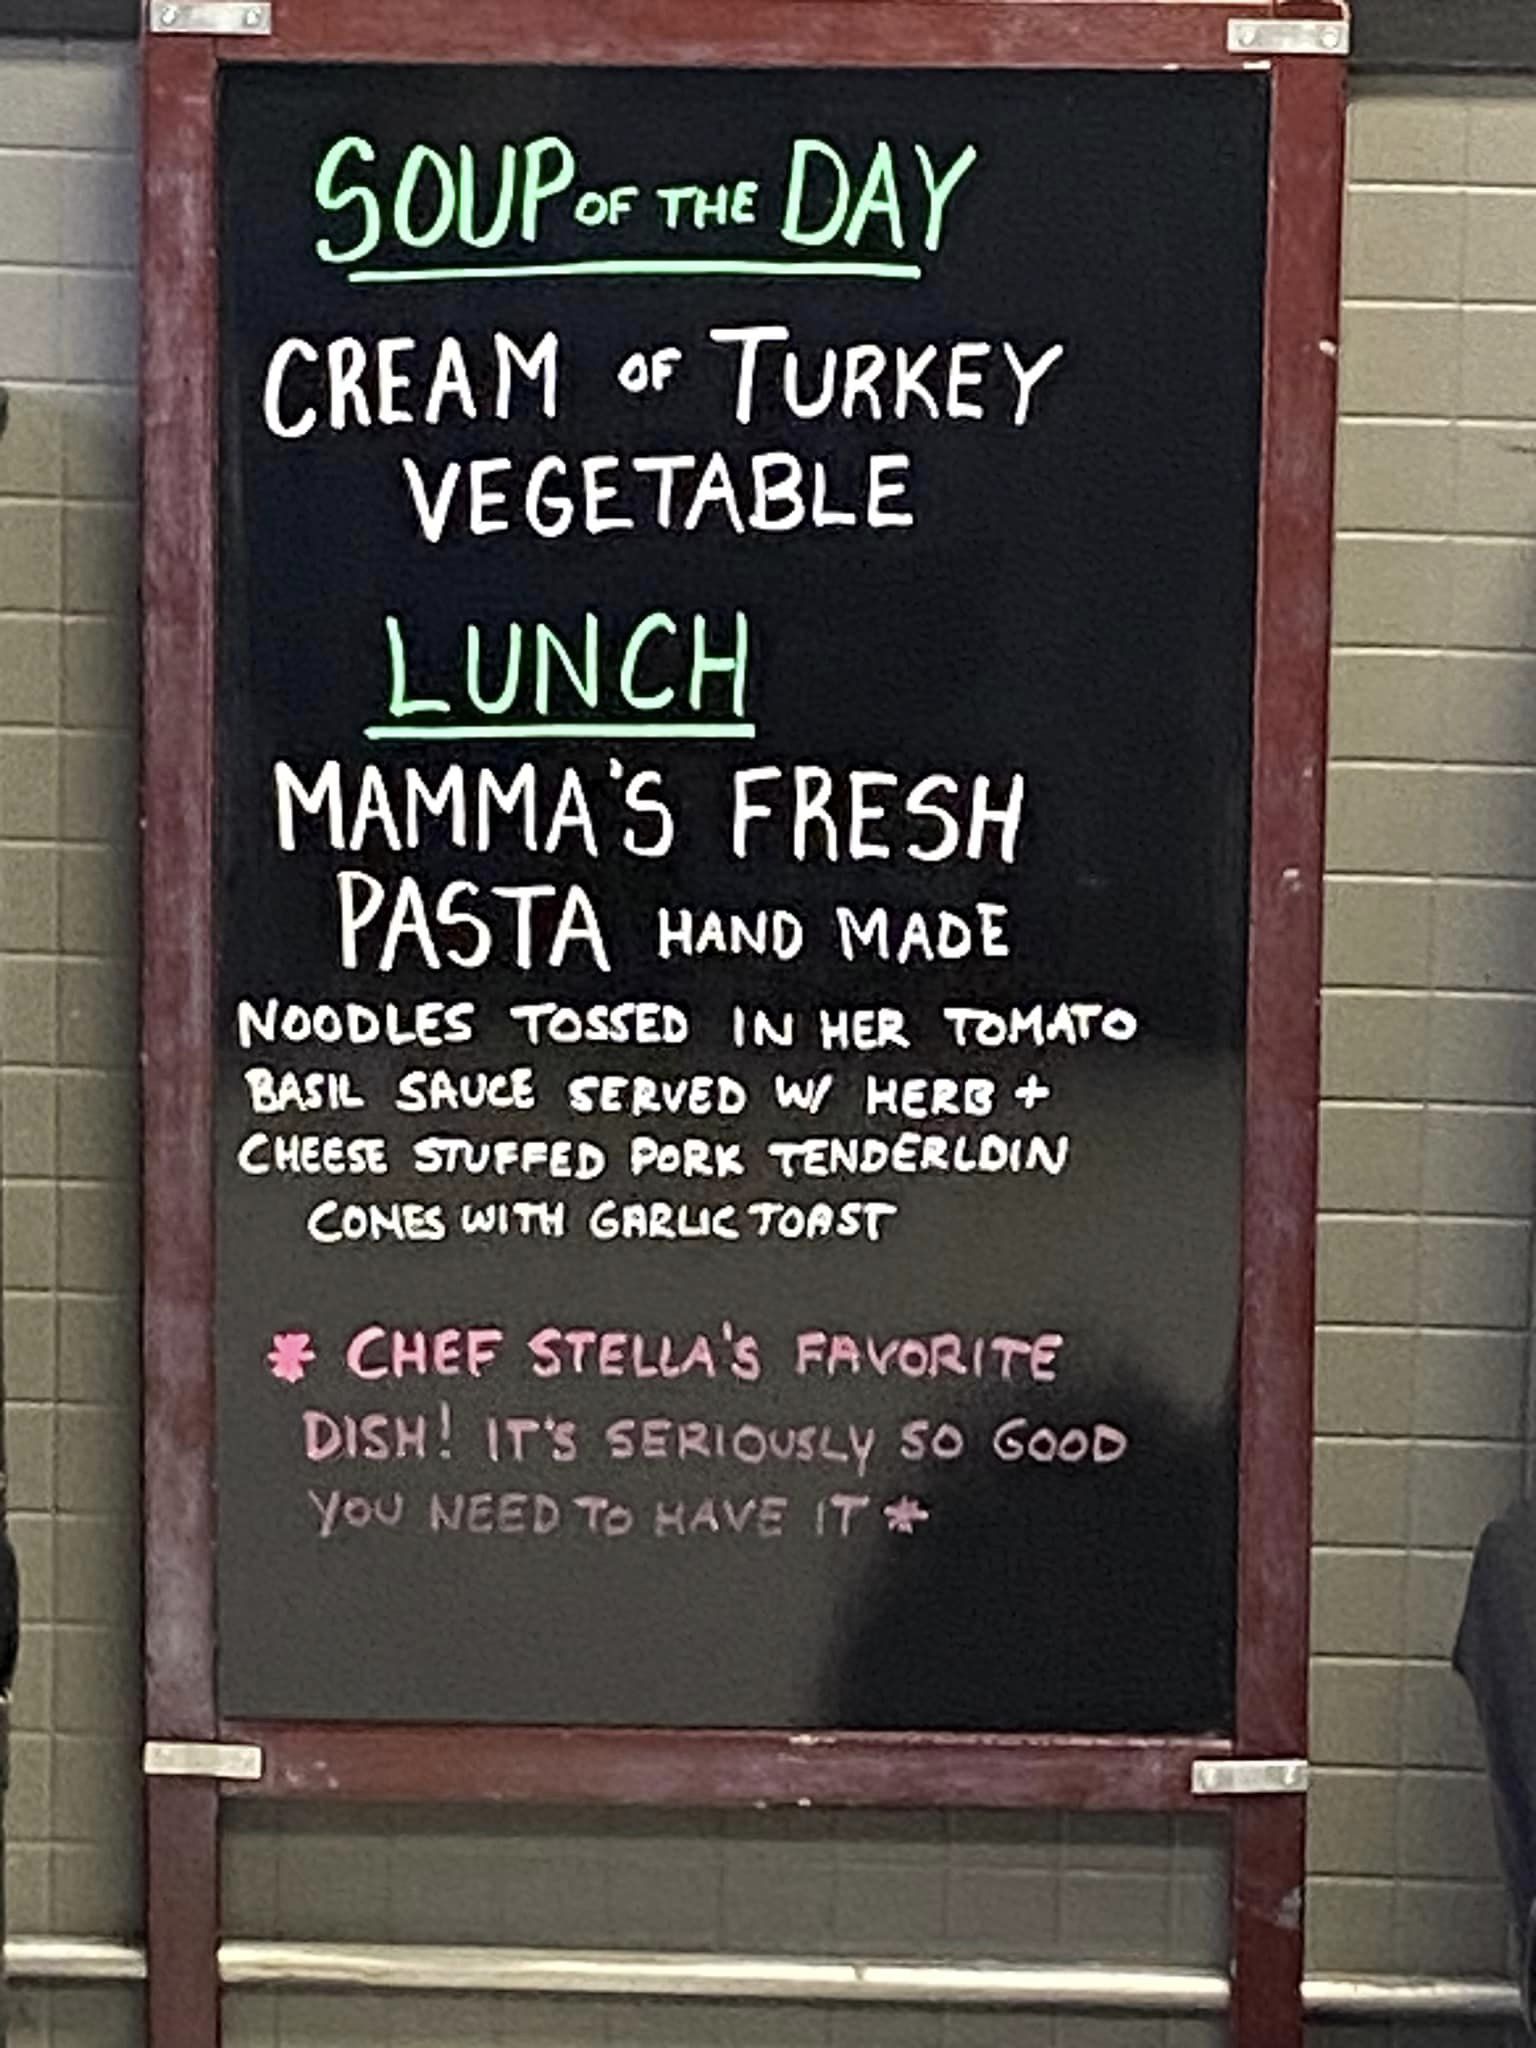 SOUP OF THE DAY
CREAM OF TURKEY
VEGETABLE
LUNCH
MAMMA'S FRESH
PASTA HAND MADE
NOODLES TOSSED IN HER TOMATO
BASIL SAUCE SERVED W/ HERB +
CHEESE STUFFED PORK TENDERLOIN
COMES WITH GARLIC TOAST
* CHEF STELLA'S FAVORITE
DISH! IT'S SERIOUSLY SO GOOD
YOU NEED TO HAVE IT *